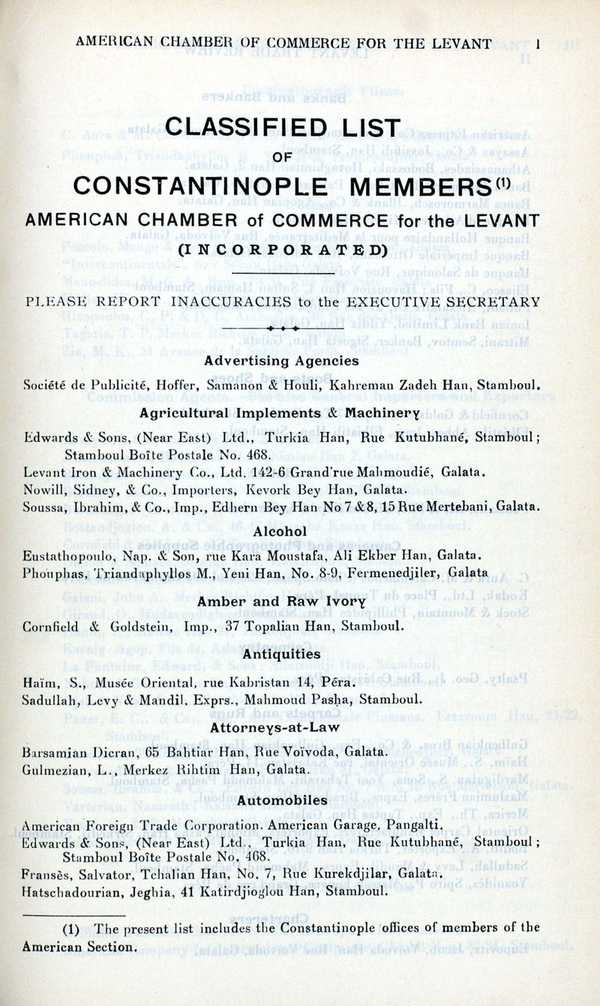 AMERICAN CHAMBER OF COMMERCE FOR THE LEVANT 1
CLASSIFIED LIST
OF
CONSTANTINOPLE MEMBERS(1)
AMERICAN CHAMBER of COMMERCE for the LEVANT
(INCORPORATED)
PLEASE REPORT INACCURACIES to the EXECUTIVE SECRETARY
Advertising Agencies
Société de Publicité, Hoffer, Samanon & Houli, Kahreman Zadeh Han, Stamboul.
Agricultural Implements & Machinery
Edwards & Sons, (Near East) Ltd., Turkia Han, Rue Kutubhané, Stamboul;
Stamboul Boîte Postale No. 468.
Levant Iron & Machinery Co., Ltd. 142-6 Grand'rue Mahmoudié, Galata.
Nowill, Sidney, & Co., Importers, Kevork Bey Han, Galata.
Soussa, Ibrahim, & Co., Imp., Edhern Bey Han No 7 & 8, 15 Rue Mertebani, Galata.
Alcohol
Eustathopoulo, Nap. & Son, rue Kara Moustafa, Ali Ekber Han, Galata.
Phouphas, Triandaphyllos M., Yeni Han, No. 8-9, Fermenedjiler, Galata
Amber and Raw Ivory
Cornfield & Goldstein, Imp., 37 Topalian Han, Stamboul.
Antiquities
Haïm, S., Musée Oriental, rue Kabristan 14, Péra.
Sadullah, Levy & Mandil, Exprs., Mahmoud Pasha, Stamboul.
Attorneys-at-Law
Barsamian Dicran, 65 Bahtiar Han, Rue Voïvoda, Galata.
Gulmezian, L., Merkez Rihtim Han, Galata.
Automobiles
American Foreign Trade Corporation. American Garage, Pangalti.
Edwards & Sons, (Near East) Ltd., Turkia Han, Rue Kutubhané, Stamboul;
Stamboul Boîte Postale No. 468.
Fransès, Salvator, Tchalian Han, No. 7, Rue Kurekdjilar, Galata.
Hatschadourian, Jeghia, 41 Katirdjioglou Han, Stamboul.
(1) The present list includes the Constantinople offices of members of the
American Section.